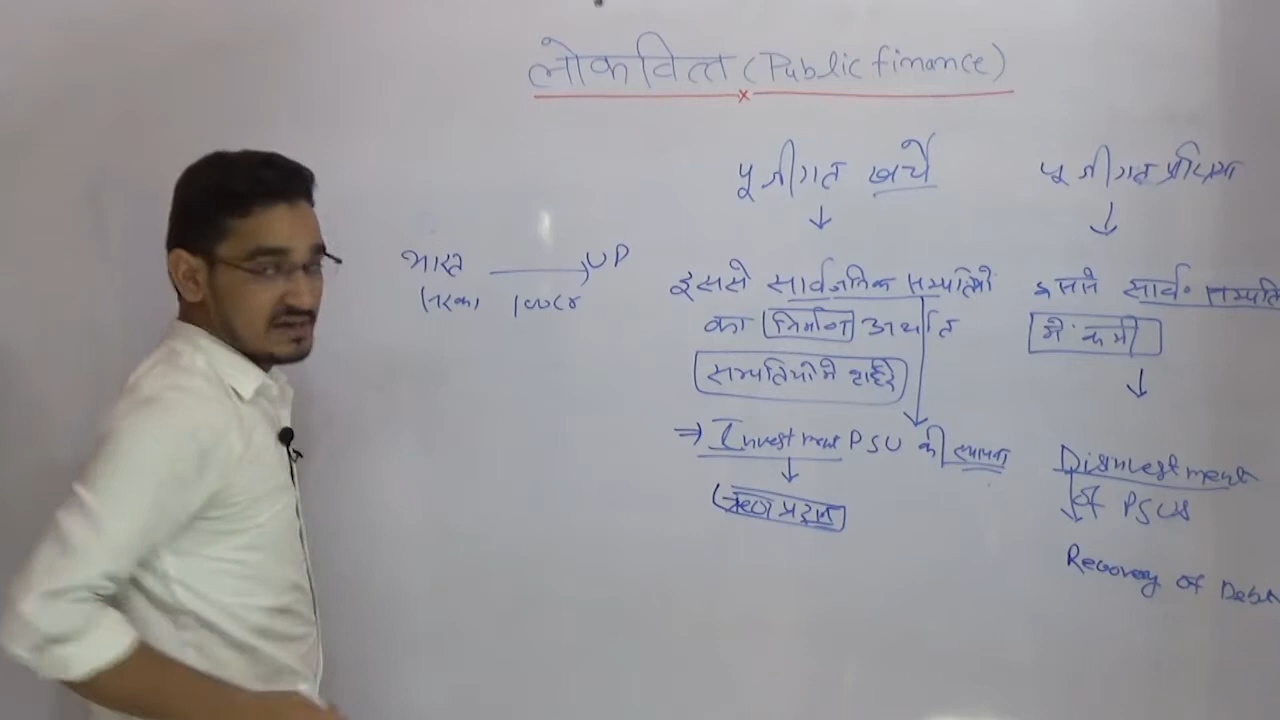 लोकवित्त (Public finance)
पूंजीगत खर्चे
इससे सार्वजनिक सम्पत्तियों
का निर्माण अर्थात
सम्पत्तियों मे वृद्धि
⇒ Investment PSU की स्थापना
ऋण प्रदान
पूंजीगत प्राप्तियां
इससे सार्व. सम्पत्ति
में कमी
Disinvestment
of PSUs
Recovery of Debt
भारत → UP
100cr